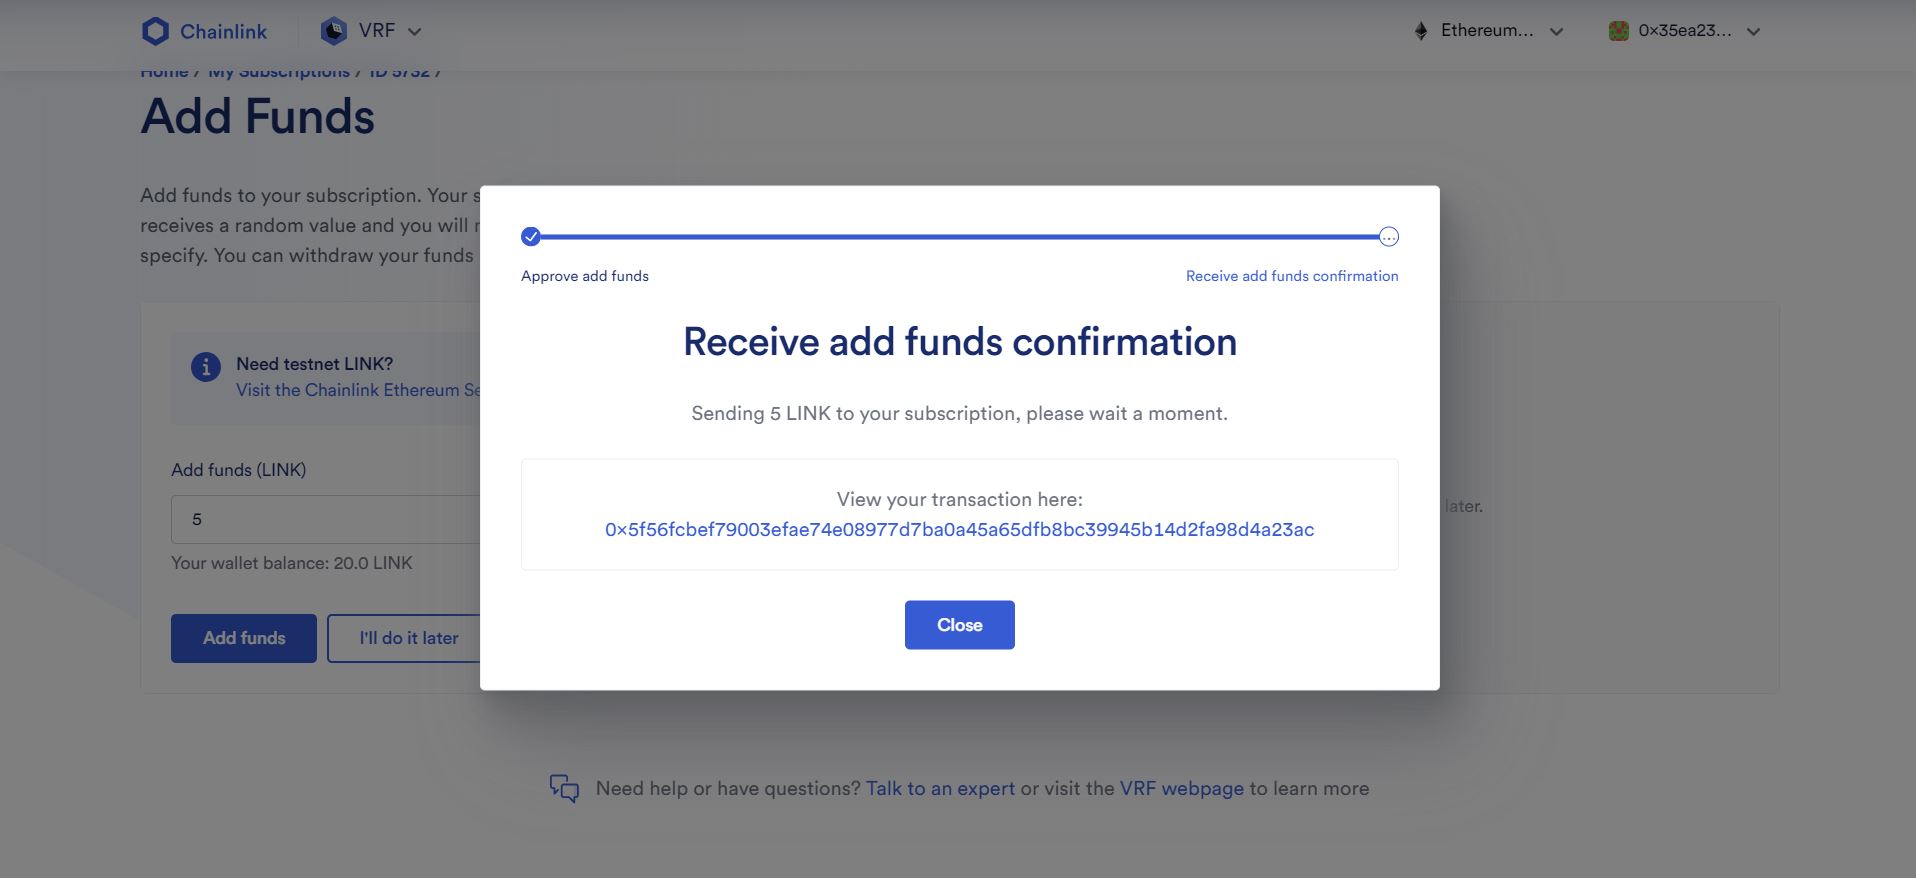 Chainlink
VRF
Ethereum...
0x35ea23...
Home / My Subscriptions / ID 5732 /
Add Funds
Add funds to your subscription. Your s
receives a random value and you will
specify. You can withdraw your funds
Need testnet LINK?
Visit the Chainlink Ethereum Se
Add funds (LINK)
5
Your wallet balance: 20.0 LINK
Add funds
I'll do it later
later.
Approve add funds
Receive add funds confirmation
Receive add funds confirmation
Sending 5 LINK to your subscription, please wait a moment.
View your transaction here:
0x5f56fcbef79003efae74e08977d7ba0a45a65dfb8bc39945b14d2fa98d4a23ac
Close
Need help or have questions? Talk to an expert or visit the VRF webpage to learn more